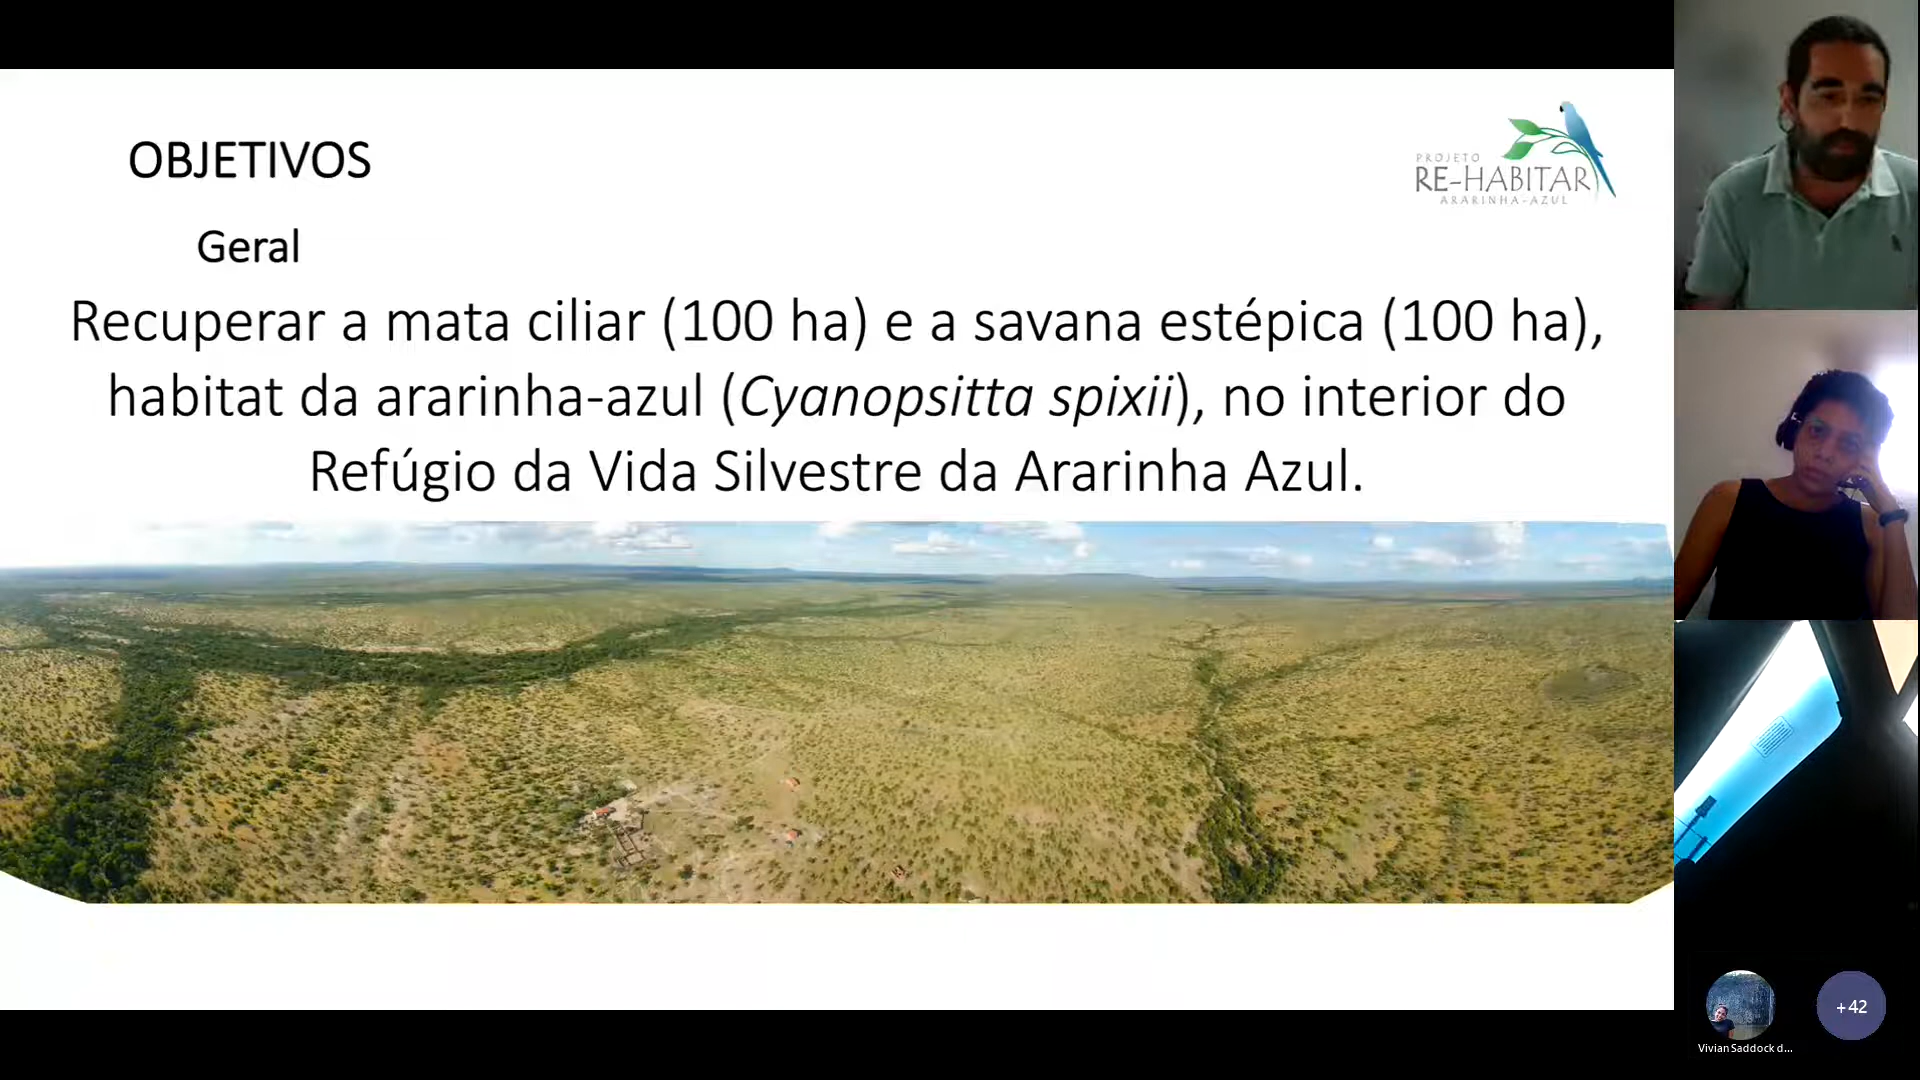 OBJETIVOS
PROJETO
RE-HABITAR
ARARINHA-AZUL
Geral
Recuperar a mata ciliar (100 ha) e a savana estépica (100 ha),
habitat da ararinha-azul (Cyanopsitta spixii), no interior do
Refúgio da Vida Silvestre da Ararinha Azul.
+42
Vivian Saddock d...